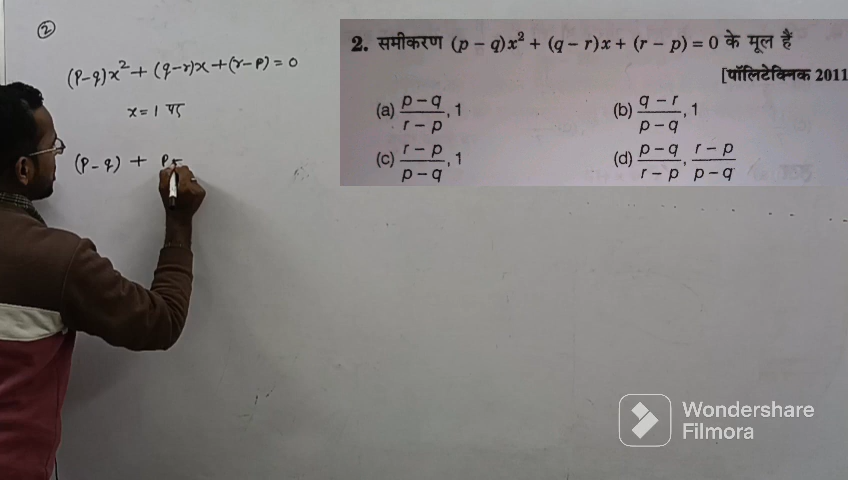 ②
(p-q)x² + (q-r)x + (r-p) = 0
x = 1 पर
(p-q) +
2. समीकरण (p – q)x² + (q – r)x + (r – p) = 0 के मूल हैं
[पॉलिटेक्निक 2011
(a) p – q / r – p , 1 (b) q – r / p – q , 1
(c) r – p / p – q , 1 (d) p – q / r – p , r – p / p – q
Wondershare
Filmora